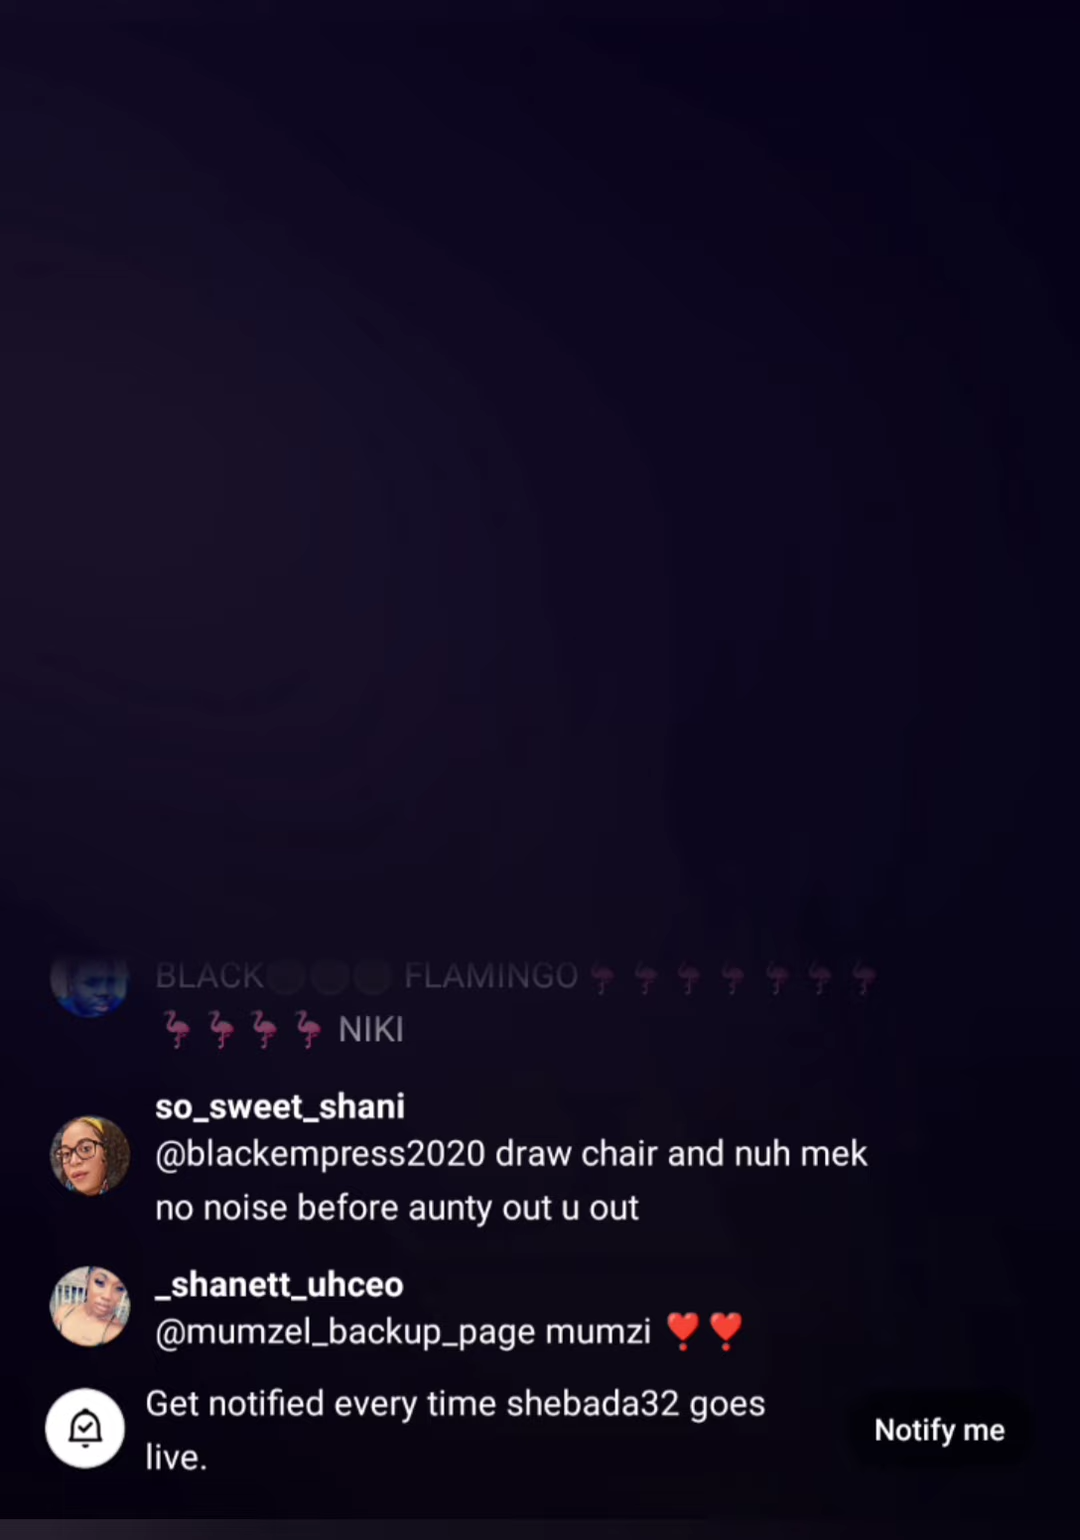 BLACK⚫⚫⚫ FLAMINGO🦩🦩🦩🦩🦩🦩🦩
🦩🦩🦩🦩 NIKI
so_sweet_shani
@blackempress2020 draw chair and nuh mek
no noise before aunty out u out
_shanett_uhceo
@mumzel_backup_page mumzi ❣️❣️
Get notified every time shebada32 goes
live.
Notify me